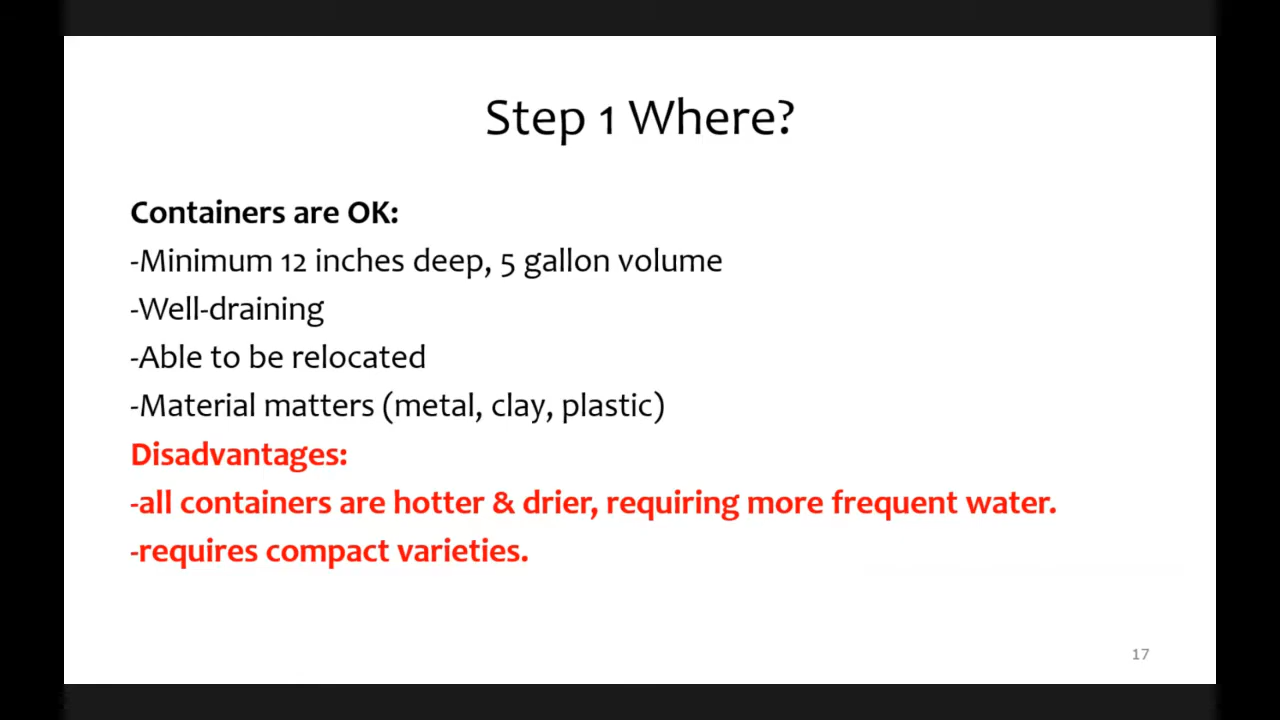 Step 1 Where?
Containers are OK:
-Minimum 12 inches deep, 5 gallon volume
-Well-draining
-Able to be relocated
-Material matters (metal, clay, plastic)
Disadvantages:
-all containers are hotter & drier, requiring more frequent water.
-requires compact varieties.
17